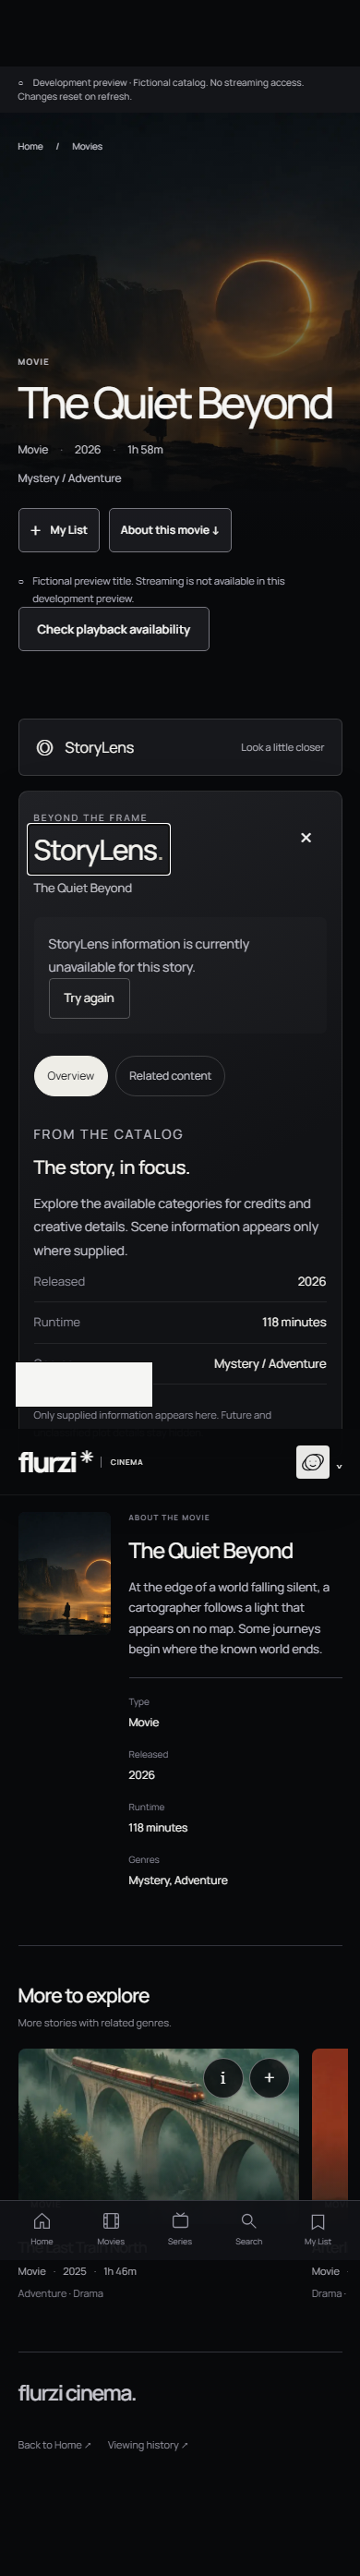 Development preview · Fictional catalog. No streaming access.
Changes reset on refresh.
Home / Movies
MOVIE
The Quiet Beyond
Movie · 2026 · 1h 58m
Mystery / Adventure
+ My List
About this movie ↓
Fictional preview title. Streaming is not available in this
development preview.
Check playback availability
StoryLens
Look a little closer
BEYOND THE FRAME
StoryLens.
The Quiet Beyond
StoryLens information is currently
unavailable for this story.
Try again
Overview
Related content
FROM THE CATALOG
The story, in focus.
Explore the available categories for credits and
creative details. Scene information appears only
where supplied.
Released 2026
Runtime 118 minutes
Mystery / Adventure
Only supplied information appears here. Future and
flurzi* | CINEMA
ABOUT THE MOVIE
The Quiet Beyond
At the edge of a world falling silent, a
cartographer follows a light that
appears on no map. Some journeys
begin where the known world ends.
Type
Movie
Released
2026
Runtime
118 minutes
Genres
Mystery, Adventure
More to explore
More stories with related genres.
i +
MOVIE
The Last Train North
Home
Movies
Series
Search
My List
Movie · 2025 · 1h 46m
Movie
Adventure · Drama
Drama ·
flurzi cinema.
Back to Home ↗ Viewing history ↗